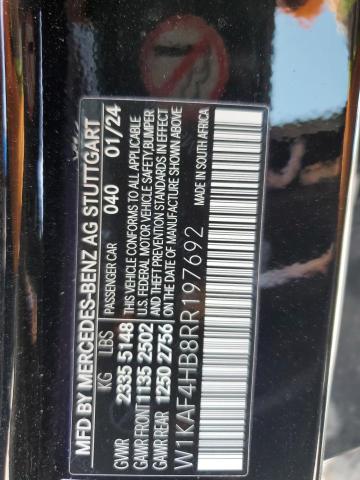 MFD BY MERCEDES-BENZ AG STUTTGART
PASSENGER CAR 040 01/24
KG LBS
GVWR 2335 5148
GAWR FRONT 1135 2502
GAWR REAR 1250 2756
THIS VEHICLE CONFORMS TO ALL APPLICABLE
U.S. FEDERAL MOTOR VEHICLE SAFETY/BUMPER
AND THEFT PREVENTION STANDARDS IN EFFECT
ON THE DATE OF MANUFACTURE SHOWN ABOVE
MADE IN SOUTH AFRICA
W1KAF4HB8RR197692